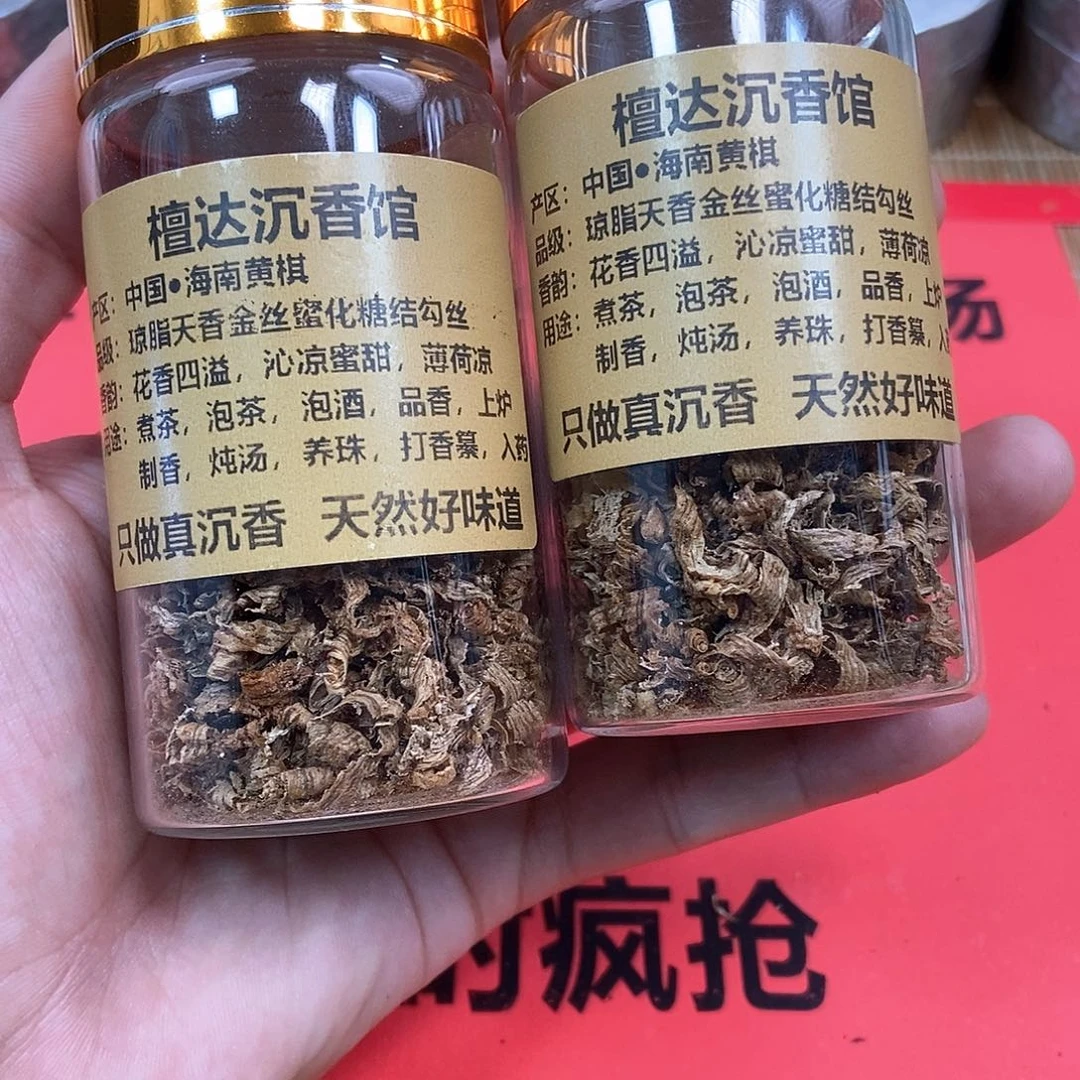 檀达沉香馆
产区：中国•海南黄棋
品级：琼脂天香金丝蜜化糖结勾丝
香韵：花香四溢，沁凉蜜甜，薄荷凉
用途：煮茶，泡茶，泡酒，品香，上炉
制香，炖汤，养珠，打香篆，入药
只做真沉香 天然好味道
檀达沉香馆
产区：中国•海南黄棋
品级：琼脂天香金丝蜜化糖结勾丝
香韵：花香四溢，沁凉蜜甜，薄荷凉
用途：煮茶，泡茶，泡酒，品香，上炉
制香，炖汤，养珠，打香篆，入
只做真沉香 天然好味道
场
的疯抢